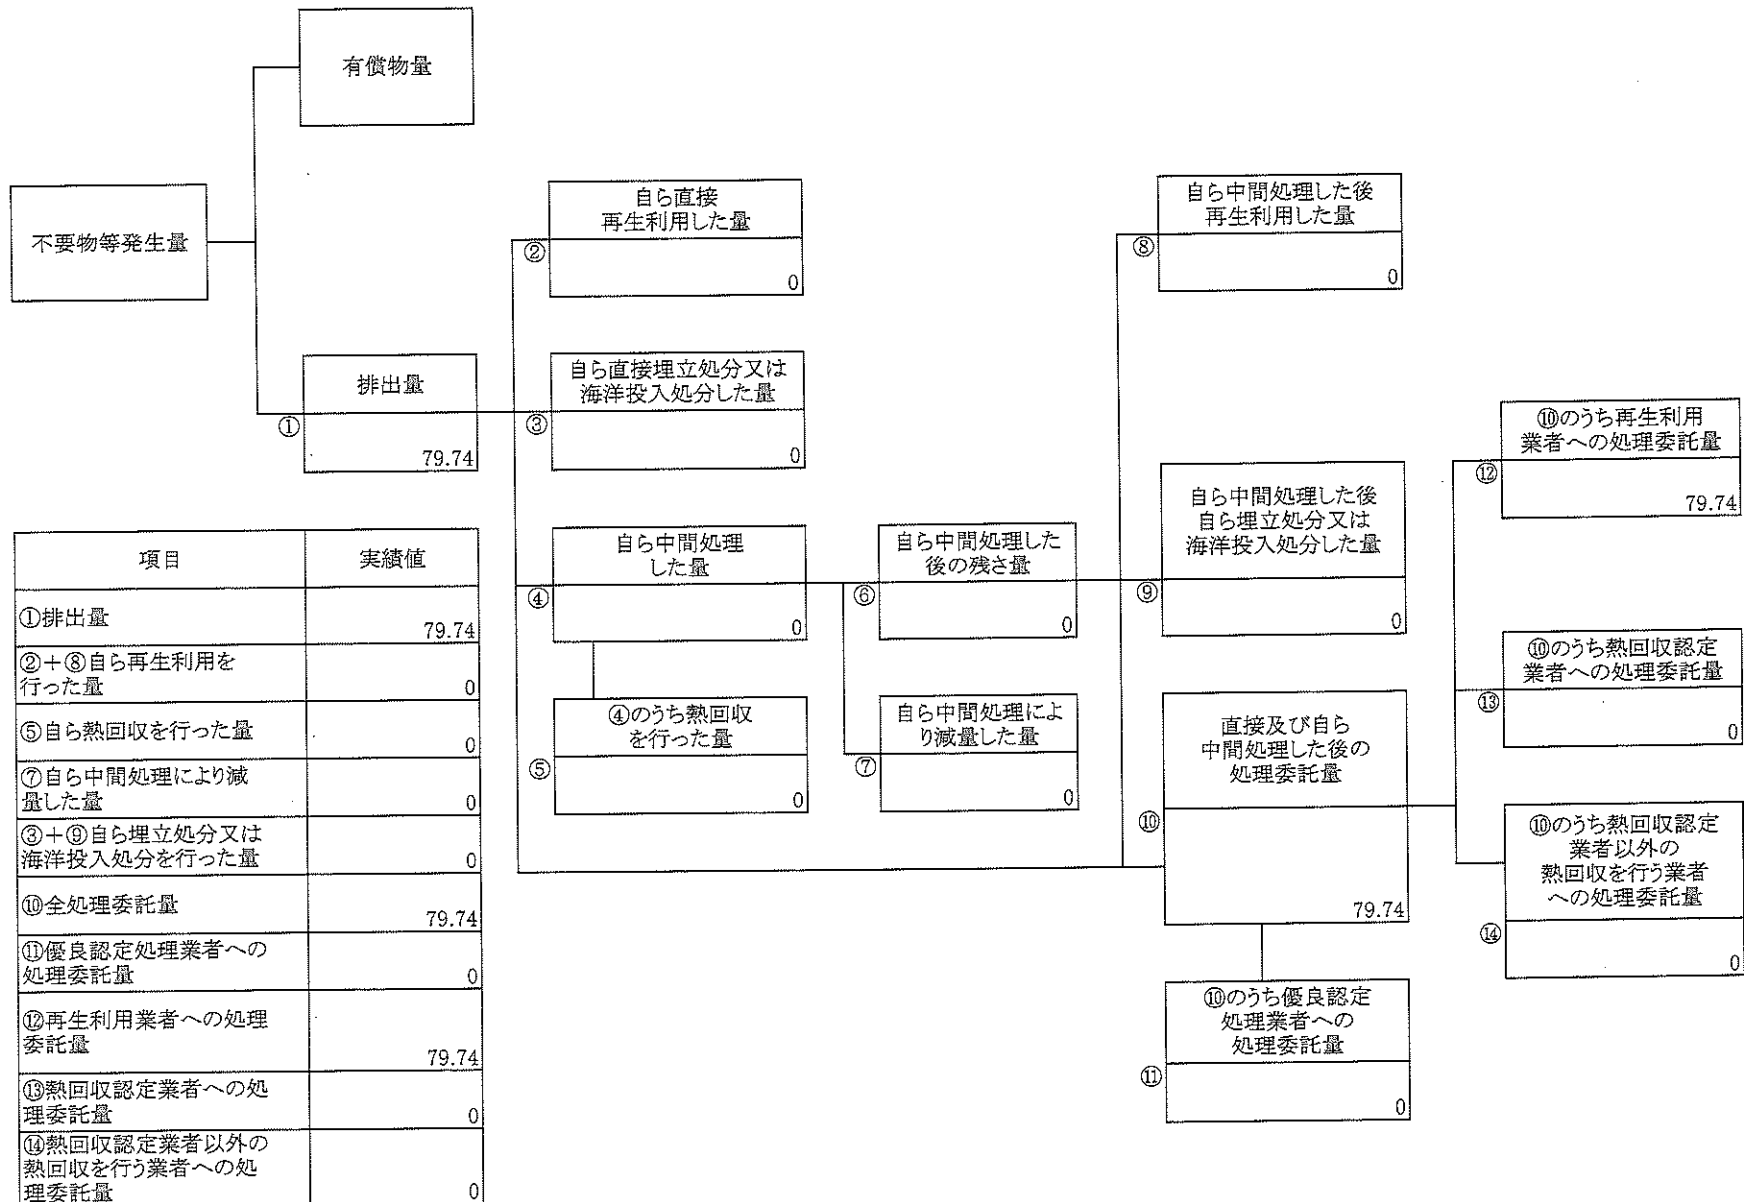 有償物量
不要物等発生量
排出量
①
79.74
自ら直接
再生利用した量
②
0
自ら直接埋立処分又は
海洋投入処分した量
③
0
自ら中間処理
した量
④
0
④のうち熱回収
を行った量
⑤
0
自ら中間処理した
後の残さ量
⑥
0
自ら中間処理によ
り減量した量
⑦
0
自ら中間処理した後
再生利用した量
⑧
0
自ら中間処理した後
自ら埋立処分又は
海洋投入処分した量
⑨
0
直接及び自ら
中間処理した後の
処理委託量
⑩
79.74
⑩のうち優良認定
処理業者への
処理委託量
⑪
0
⑩のうち再生利用
業者への処理委託量
⑫
79.74
⑩のうち熱回収認定
業者への処理委託量
⑬
0
⑩のうち熱回収認定
業者以外の
熱回収を行う業者
への処理委託量
⑭
0
項目 実績値
①排出量
79.74
②+⑧自ら再生利用を
行った量 0
⑤自ら熱回収を行った量
0
⑦自ら中間処理により減
量した量 0
③+⑨自ら埋立処分又は
海洋投入処分を行った量 0
⑩全処理委託量
79.74
⑪優良認定処理業者への
処理委託量 0
⑫再生利用業者への処理
委託量 79.74
⑬熱回収認定業者への処
理委託量 0
⑭熱回収認定業者以外の
熱回収を行う業者への処
理委託量 0